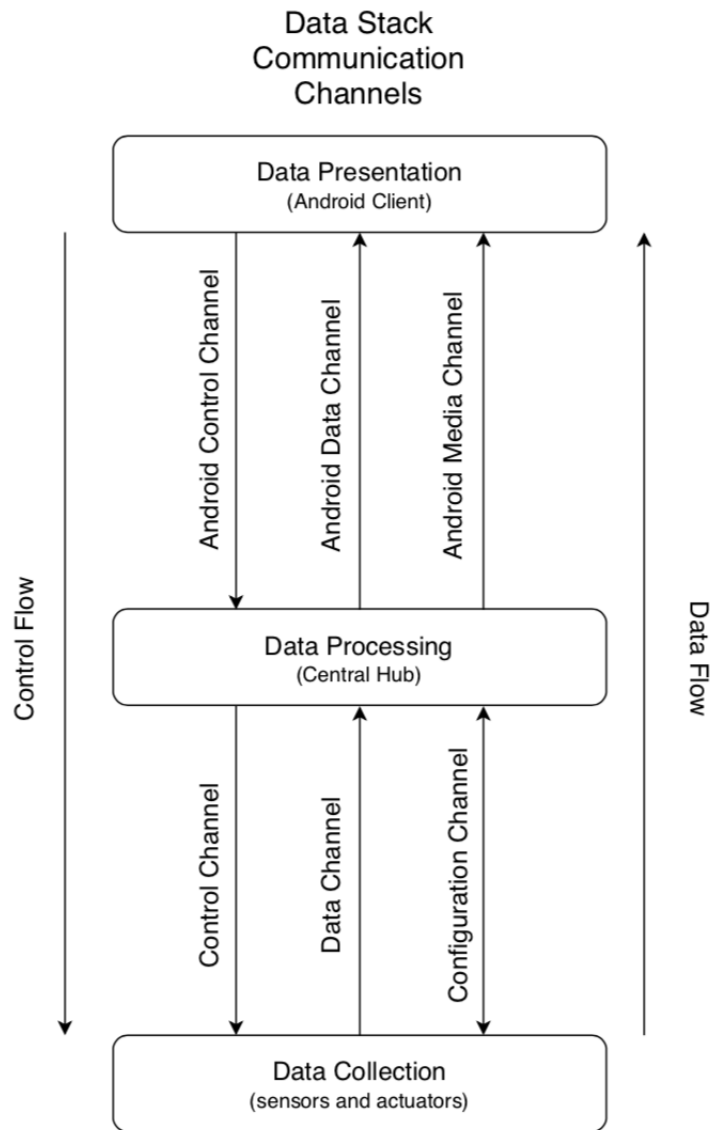 Data Stack
Communication
Channels
Data Presentation
(Android Client)
Android Control Channel
Android Data Channel
Android Media Channel
Control Flow
Data Flow
Data Processing
(Central Hub)
Control Channel
Data Channel
Configuration Channel
Data Collection
(sensors and actuators)